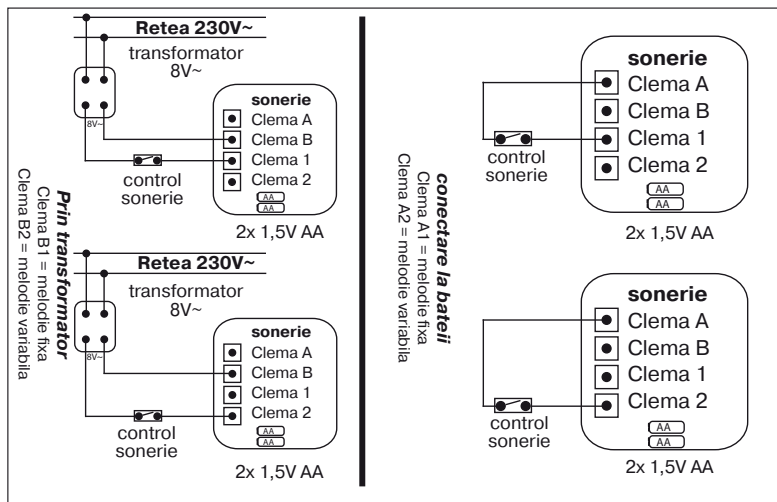 Retea 230V~
transformator
8V~
8V~
sonerie
Clema A
Clema B
Clema 1
Clema 2
AA
AA
control
sonerie
2x 1,5V AA
Retea 230V~
transformator
8V~
8V~
sonerie
Clema A
Clema B
Clema 1
Clema 2
AA
AA
control
sonerie
2x 1,5V AA
Prin transformator
Clema B1 = melodie fixa
Clema B2 = melodie variabila
sonerie
Clema A
Clema B
Clema 1
Clema 2
AA
AA
control
sonerie
2x 1,5V AA
conectare la bateii
Clema A1 = melodie fixa
Clema A2 = melodie variabila
sonerie
Clema A
Clema B
Clema 1
Clema 2
AA
AA
control
sonerie
2x 1,5V AA